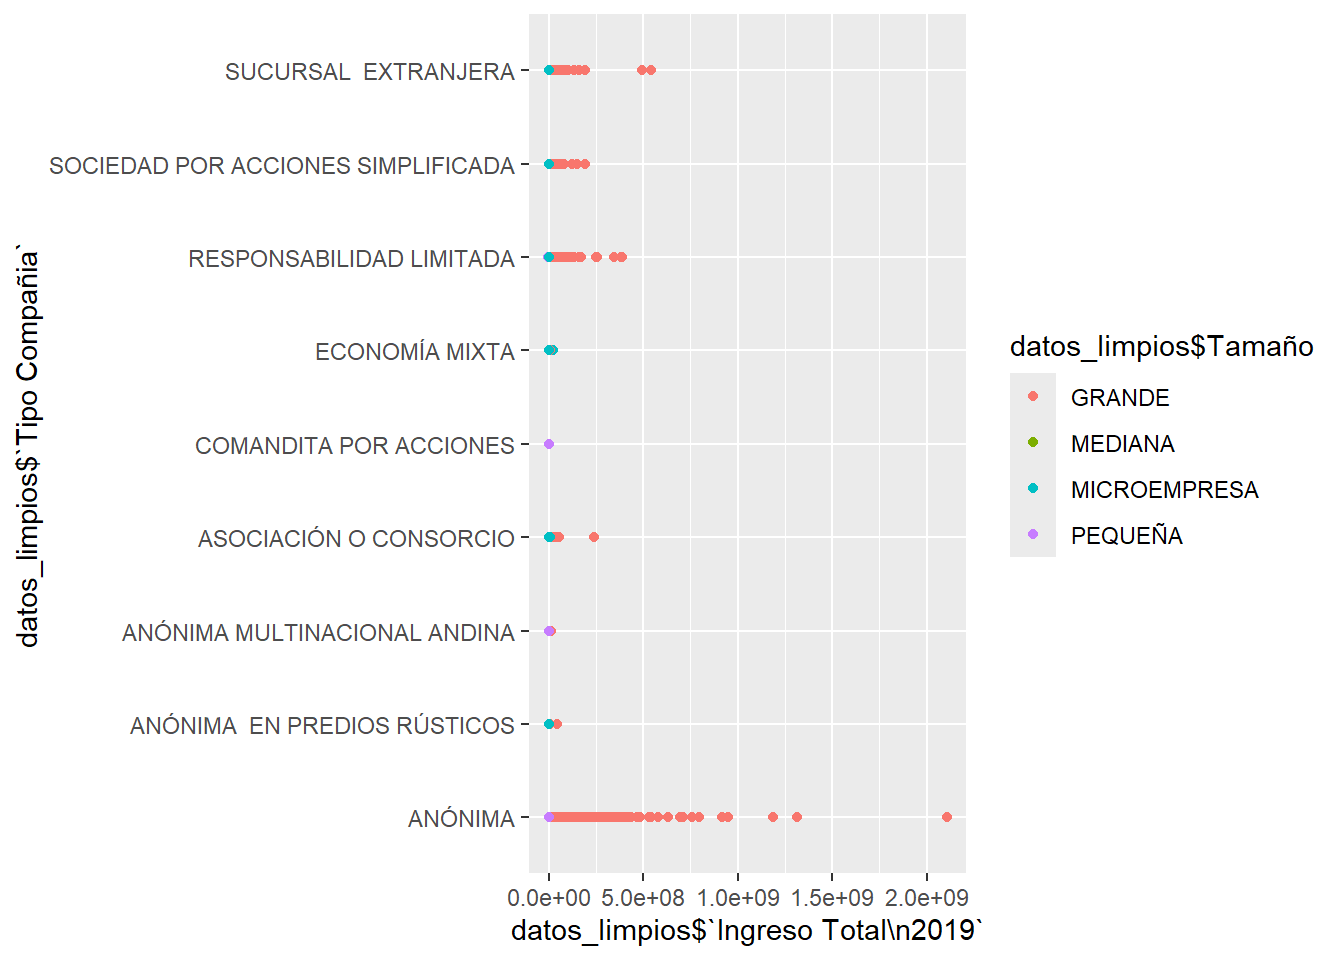 datos_limpios$`Tipo Compañia`
SUCURSAL  EXTRANJERA
SOCIEDAD POR ACCIONES SIMPLIFICADA
RESPONSABILIDAD LIMITADA
ECONOMÍA MIXTA
COMANDITA POR ACCIONES
ASOCIACIÓN O CONSORCIO
ANÓNIMA MULTINACIONAL ANDINA
ANÓNIMA  EN PREDIOS RÚSTICOS
ANÓNIMA
0.0e+00 5.0e+08 1.0e+09 1.5e+09 2.0e+09
datos_limpios$`Ingreso Total\n2019`
datos_limpios$Tamaño
GRANDE
MEDIANA
MICROEMPRESA
PEQUEÑA